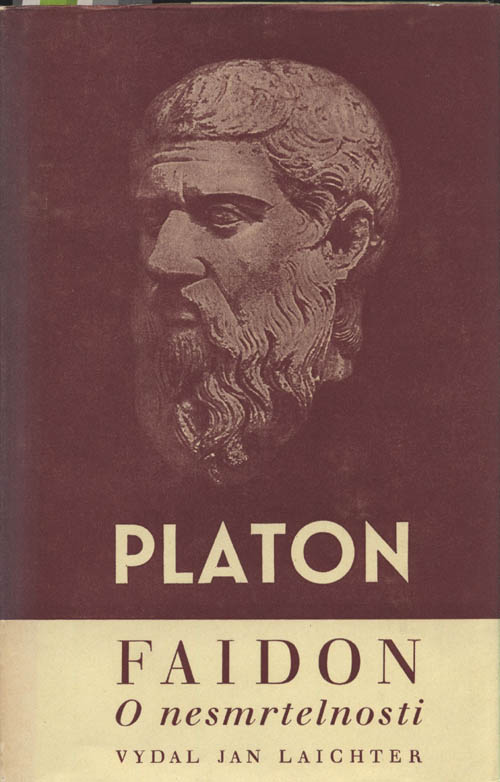 PLATON
FAIDON
O nesmrtelnosti
VYDAL JAN LAICHTER